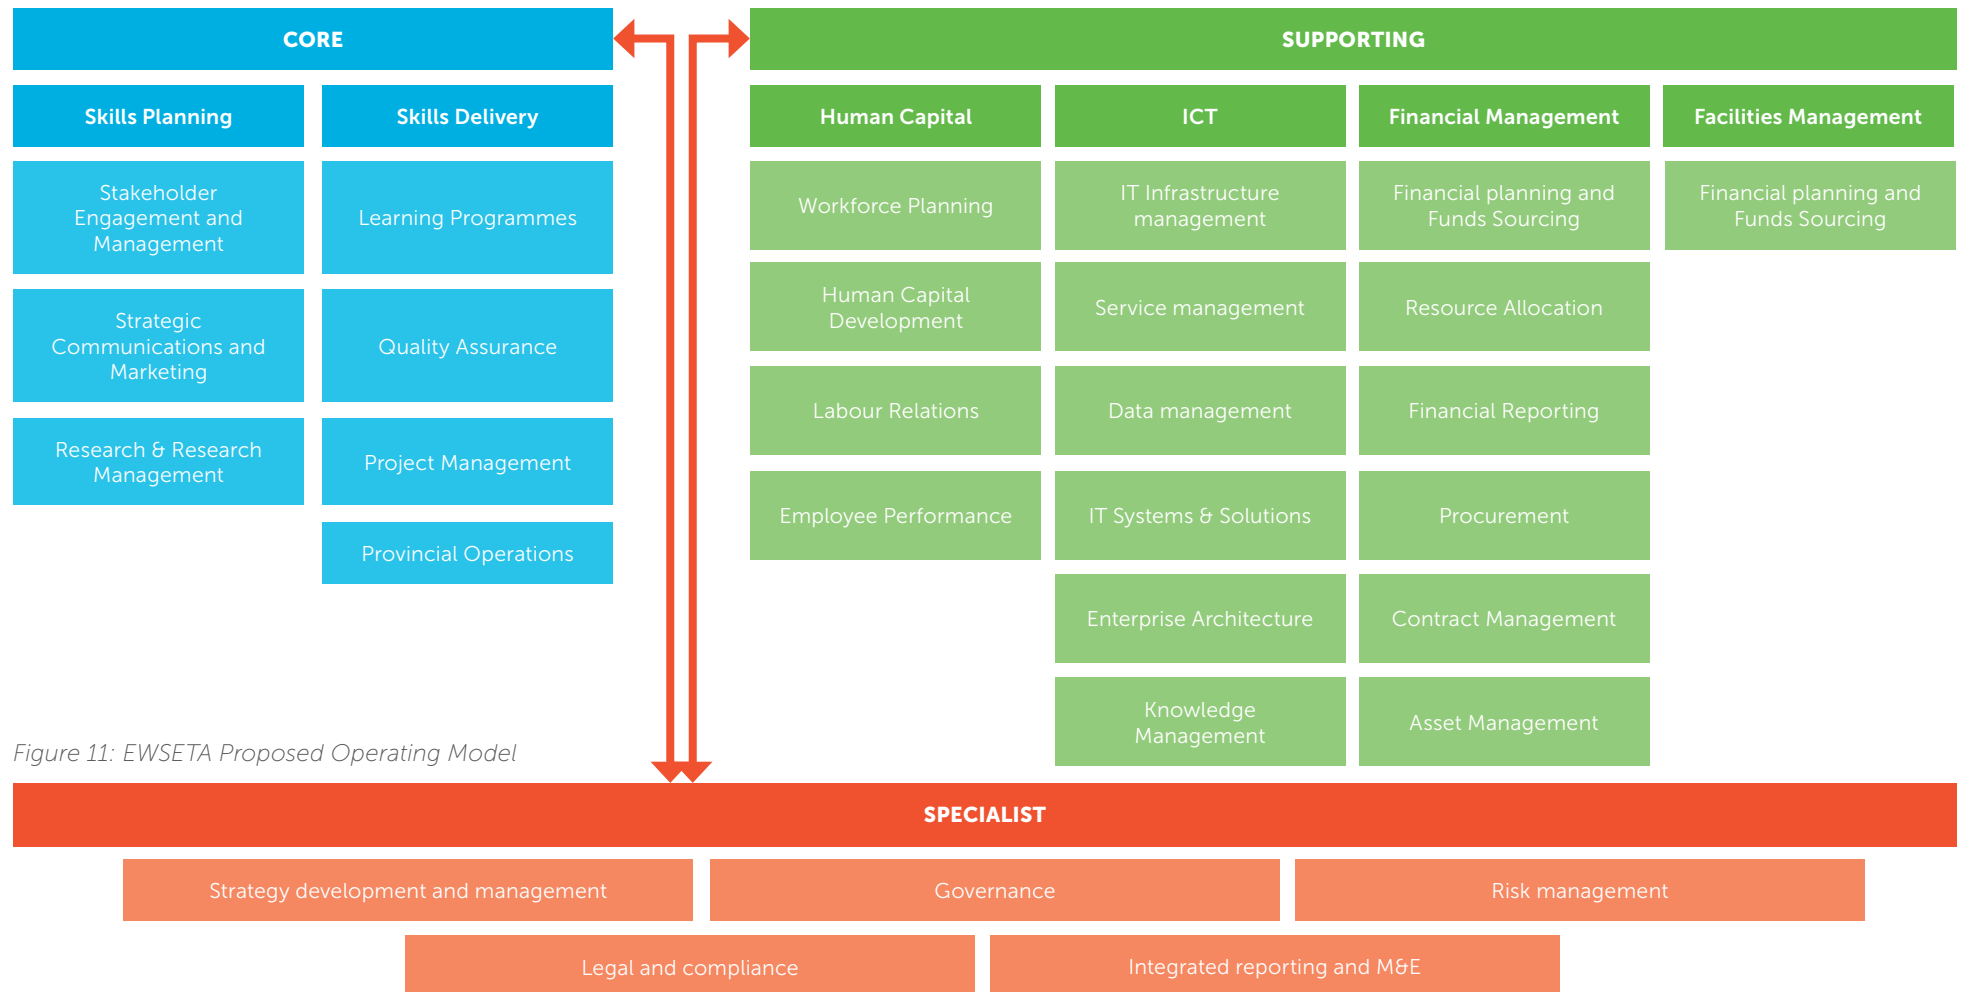 CORE
SUPPORTING
Skills Planning
Skills Delivery
Human Capital
ICT
Financial Management
Facilities Management
Stakeholder
Engagement and
Management
Strategic
Communications and
Marketing
Research & Research
Management
Learning Programmes
Quality Assurance
Project Management
Provincial Operations
Workforce Planning
Human Capital
Development
Labour Relations
Employee Performance
IT Infrastructure
management
Service management
Data management
IT Systems & Solutions
Enterprise Architecture
Knowledge
Management
Financial planning and
Funds Sourcing
Resource Allocation
Financial Reporting
Procurement
Contract Management
Asset Management
Financial planning and
Funds Sourcing
Figure 11: EWSETA Proposed Operating Model
SPECIALIST
Strategy development and management
Governance
Risk management
Legal and compliance
Integrated reporting and M&E